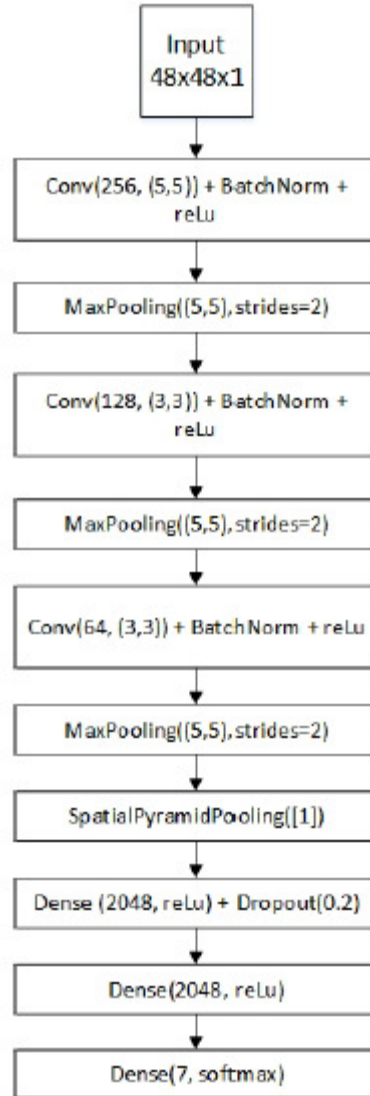 Input
48x48x1
Conv(256, (5,5)) + BatchNorm +
reLu
MaxPooling((5,5), strides=2)
Conv(128, (3,3)) + BatchNorm +
reLu
MaxPooling((5,5), strides=2)
Conv(64, (3,3)) + BatchNorm + reLu
MaxPooling((5,5), strides=2)
SpatialPyramidPooling([1])
Dense (2048, reLu) + Dropout(0.2)
Dense(2048, reLu)
Dense(7, softmax)